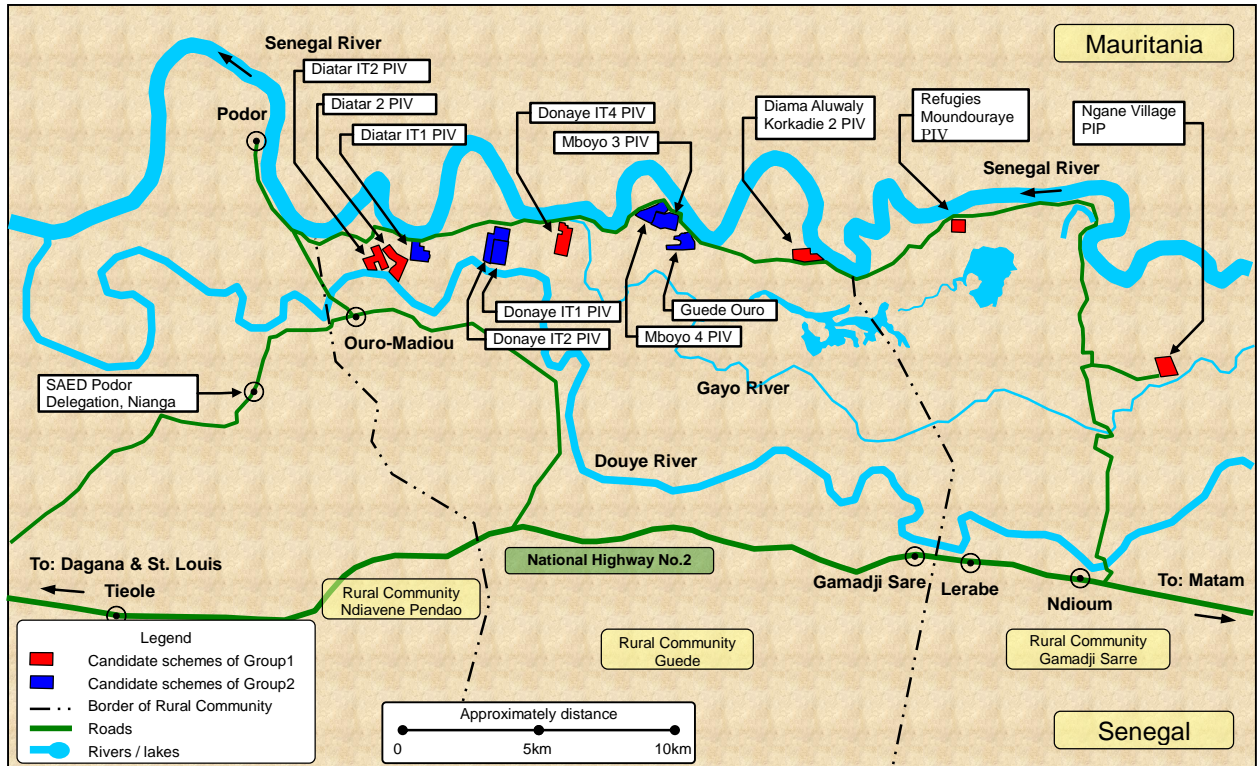 Senegal River
Mauritania
Diatar IT2 PIV
Diatar 2 PIV
Diatar IT1 PIV
Podor
Donaye IT4 PIV
Mboyo 3 PIV
Diama Aluwaly
Korkadie 2 PIV
Refugies
Moundouraye
PIV
Ngane Village
PIP
Senegal River
Donaye IT1 PIV
Donaye IT2 PIV
Guede Ouro
Mboyo 4 PIV
Ouro-Madiou
SAED Podor
Delegation, Nianga
Gayo River
Douye River
National Highway No.2
To: Dagana & St. Louis
Tieole
Rural Community
Ndiavene Pendao
Gamadji Sare
Lerabe
Ndioum
To: Matam
Rural Community
Guede
Rural Community
Gamadji Sarre
Legend
Candidate schemes of Group1
Candidate schemes of Group2
Border of Rural Community
Roads
Rivers / lakes
Approximately distance
0 5km 10km
Senegal